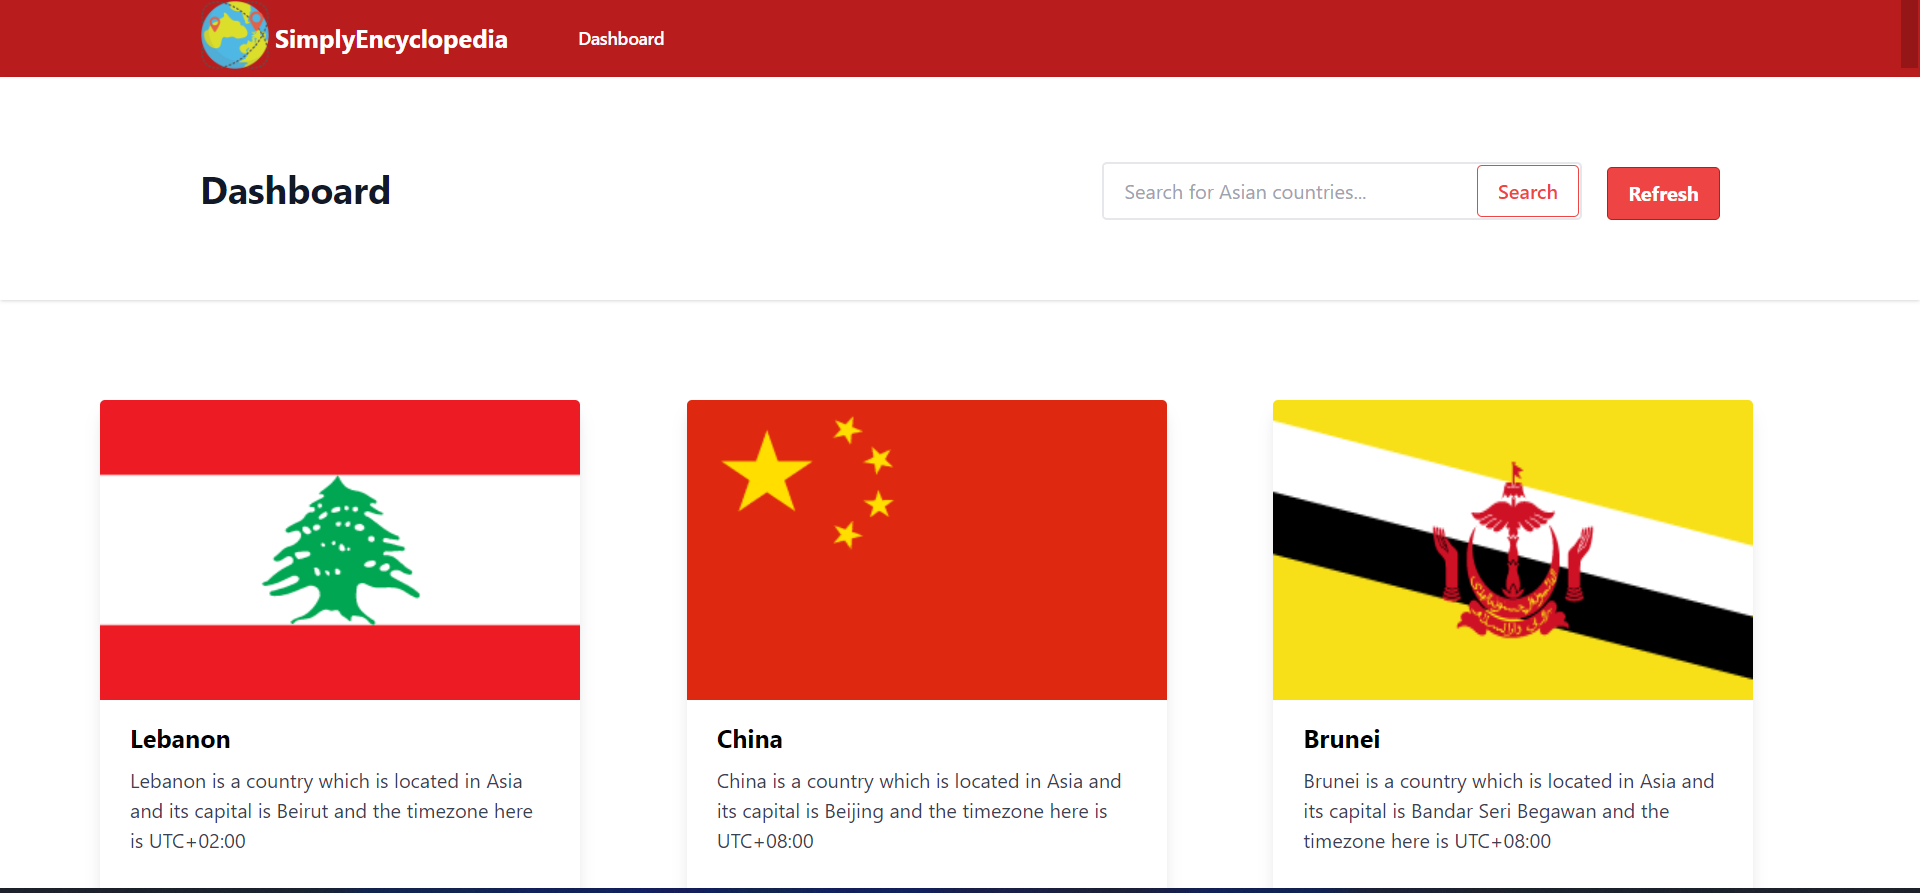 SimplyEncyclopedia
Dashboard
Dashboard
Search for Asian countries...
Search
Refresh
Lebanon
Lebanon is a country which is located in Asia
and its capital is Beirut and the timezone here
is UTC+02:00
China
China is a country which is located in Asia and
its capital is Beijing and the timezone here is
UTC+08:00
Brunei
Brunei is a country which is located in Asia and
its capital is Bandar Seri Begawan and the
timezone here is UTC+08:00